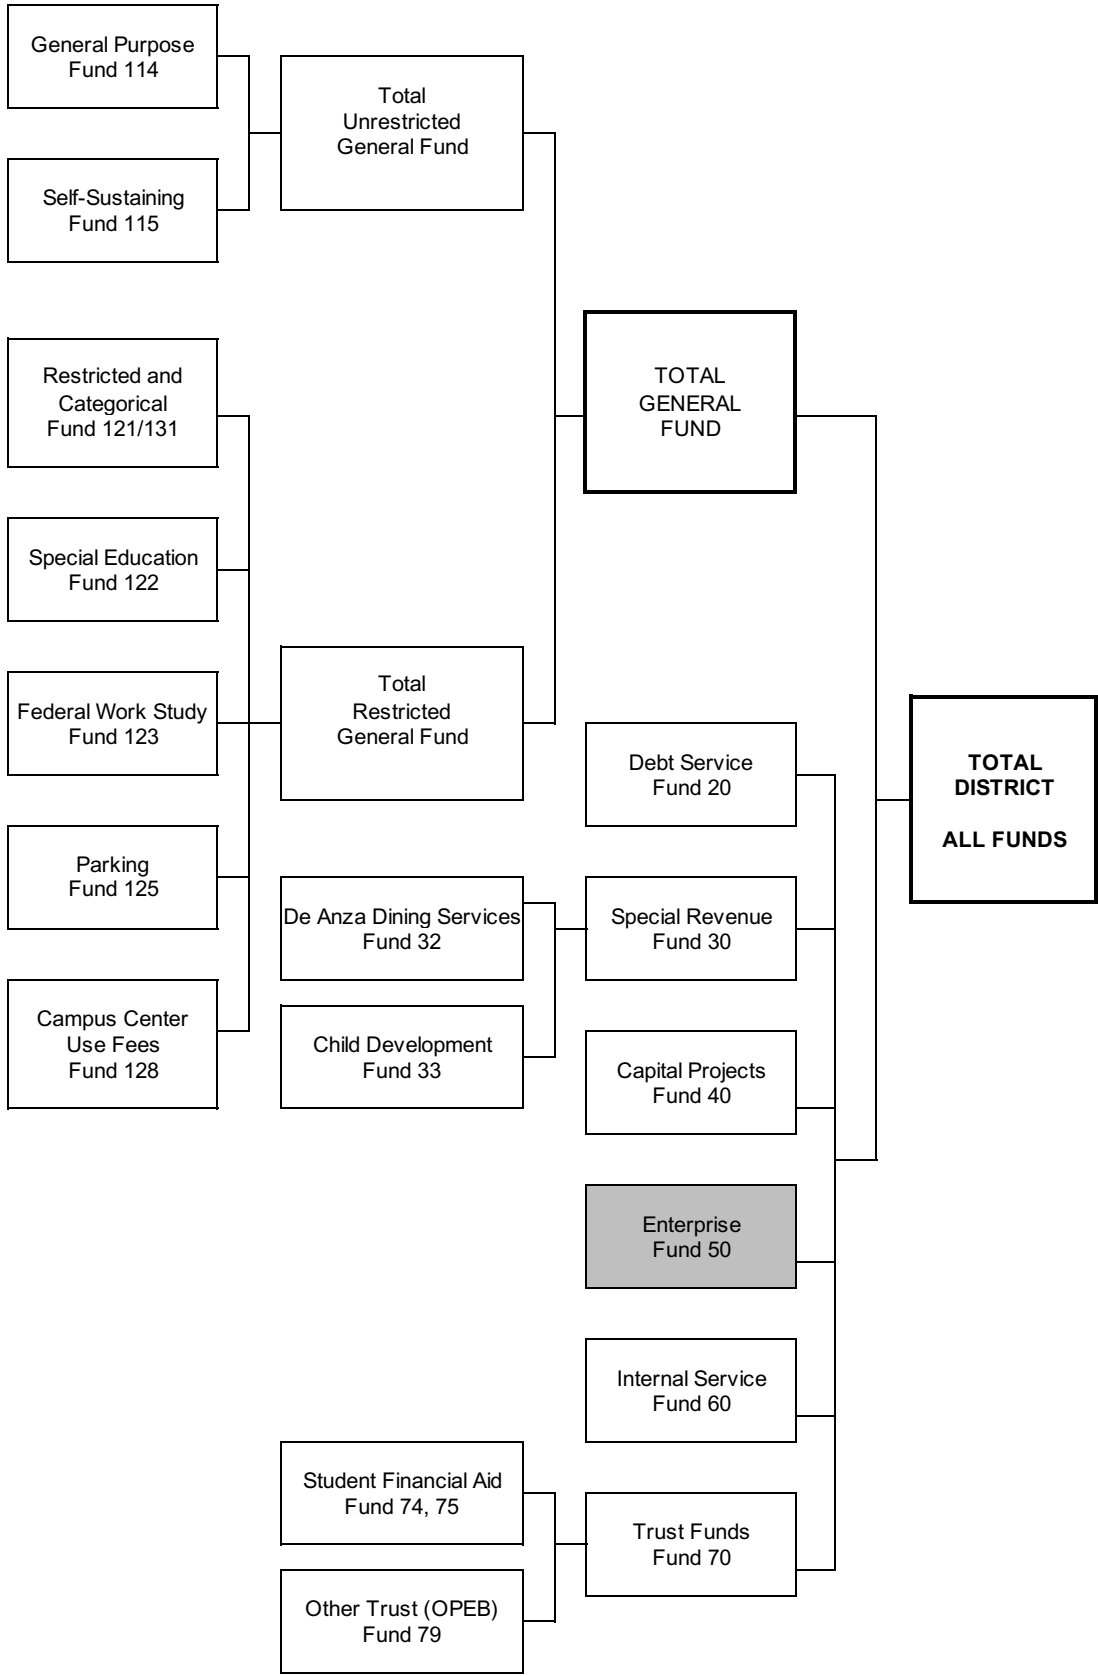 General Purpose
Fund 114
Self-Sustaining
Fund 115
Total
Unrestricted
General Fund
Restricted and
Categorical
Fund 121/131
Special Education
Fund 122
Federal Work Study
Fund 123
Parking
Fund 125
Campus Center
Use Fees
Fund 128
Total
Restricted
General Fund
TOTAL
GENERAL
FUND
Debt Service
Fund 20
De Anza Dining Services
Fund 32
Child Development
Fund 33
Special Revenue
Fund 30
Capital Projects
Fund 40
Enterprise
Fund 50
Internal Service
Fund 60
Student Financial Aid
Fund 74, 75
Other Trust (OPEB)
Fund 79
Trust Funds
Fund 70
TOTAL
DISTRICT
ALL FUNDS